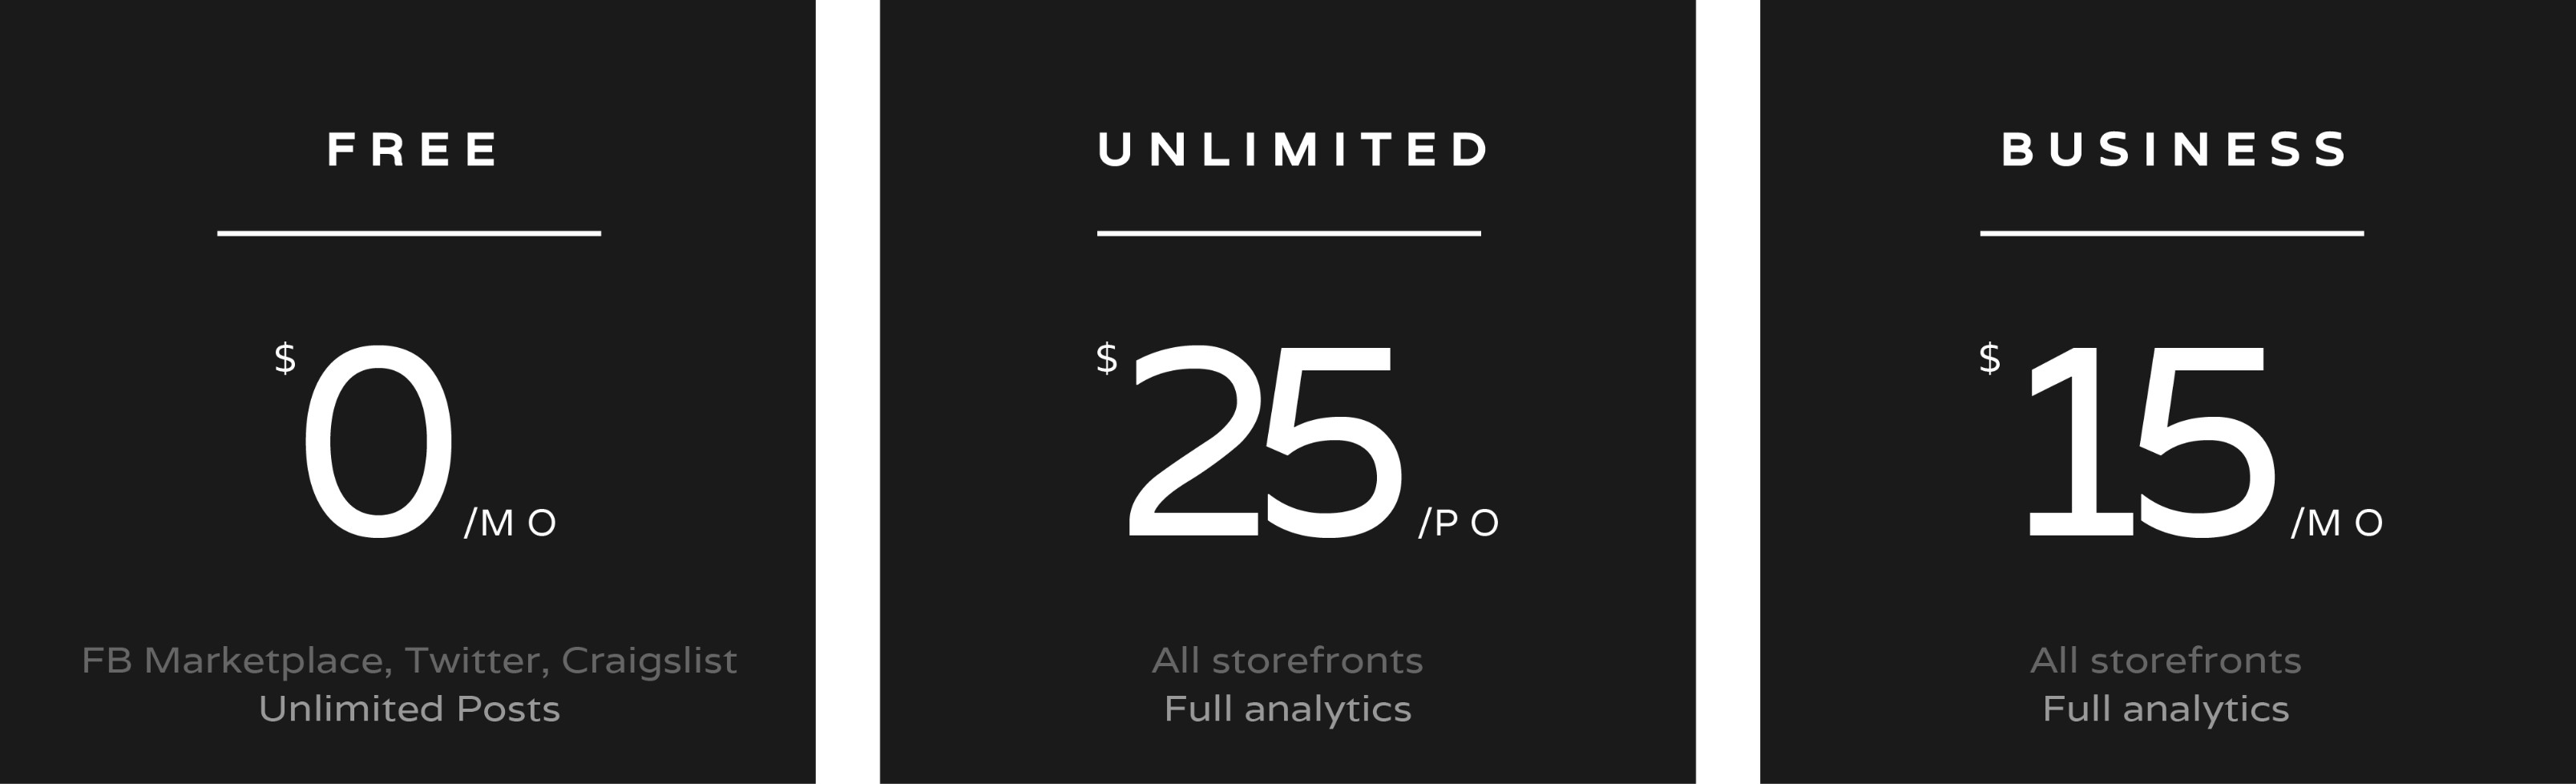 FREE
$0/MO
FB Marketplace, Twitter, Craigslist
Unlimited Posts
UNLIMITED
$25/PO
All storefronts
Full analytics
BUSINESS
$15/MO
All storefronts
Full analytics